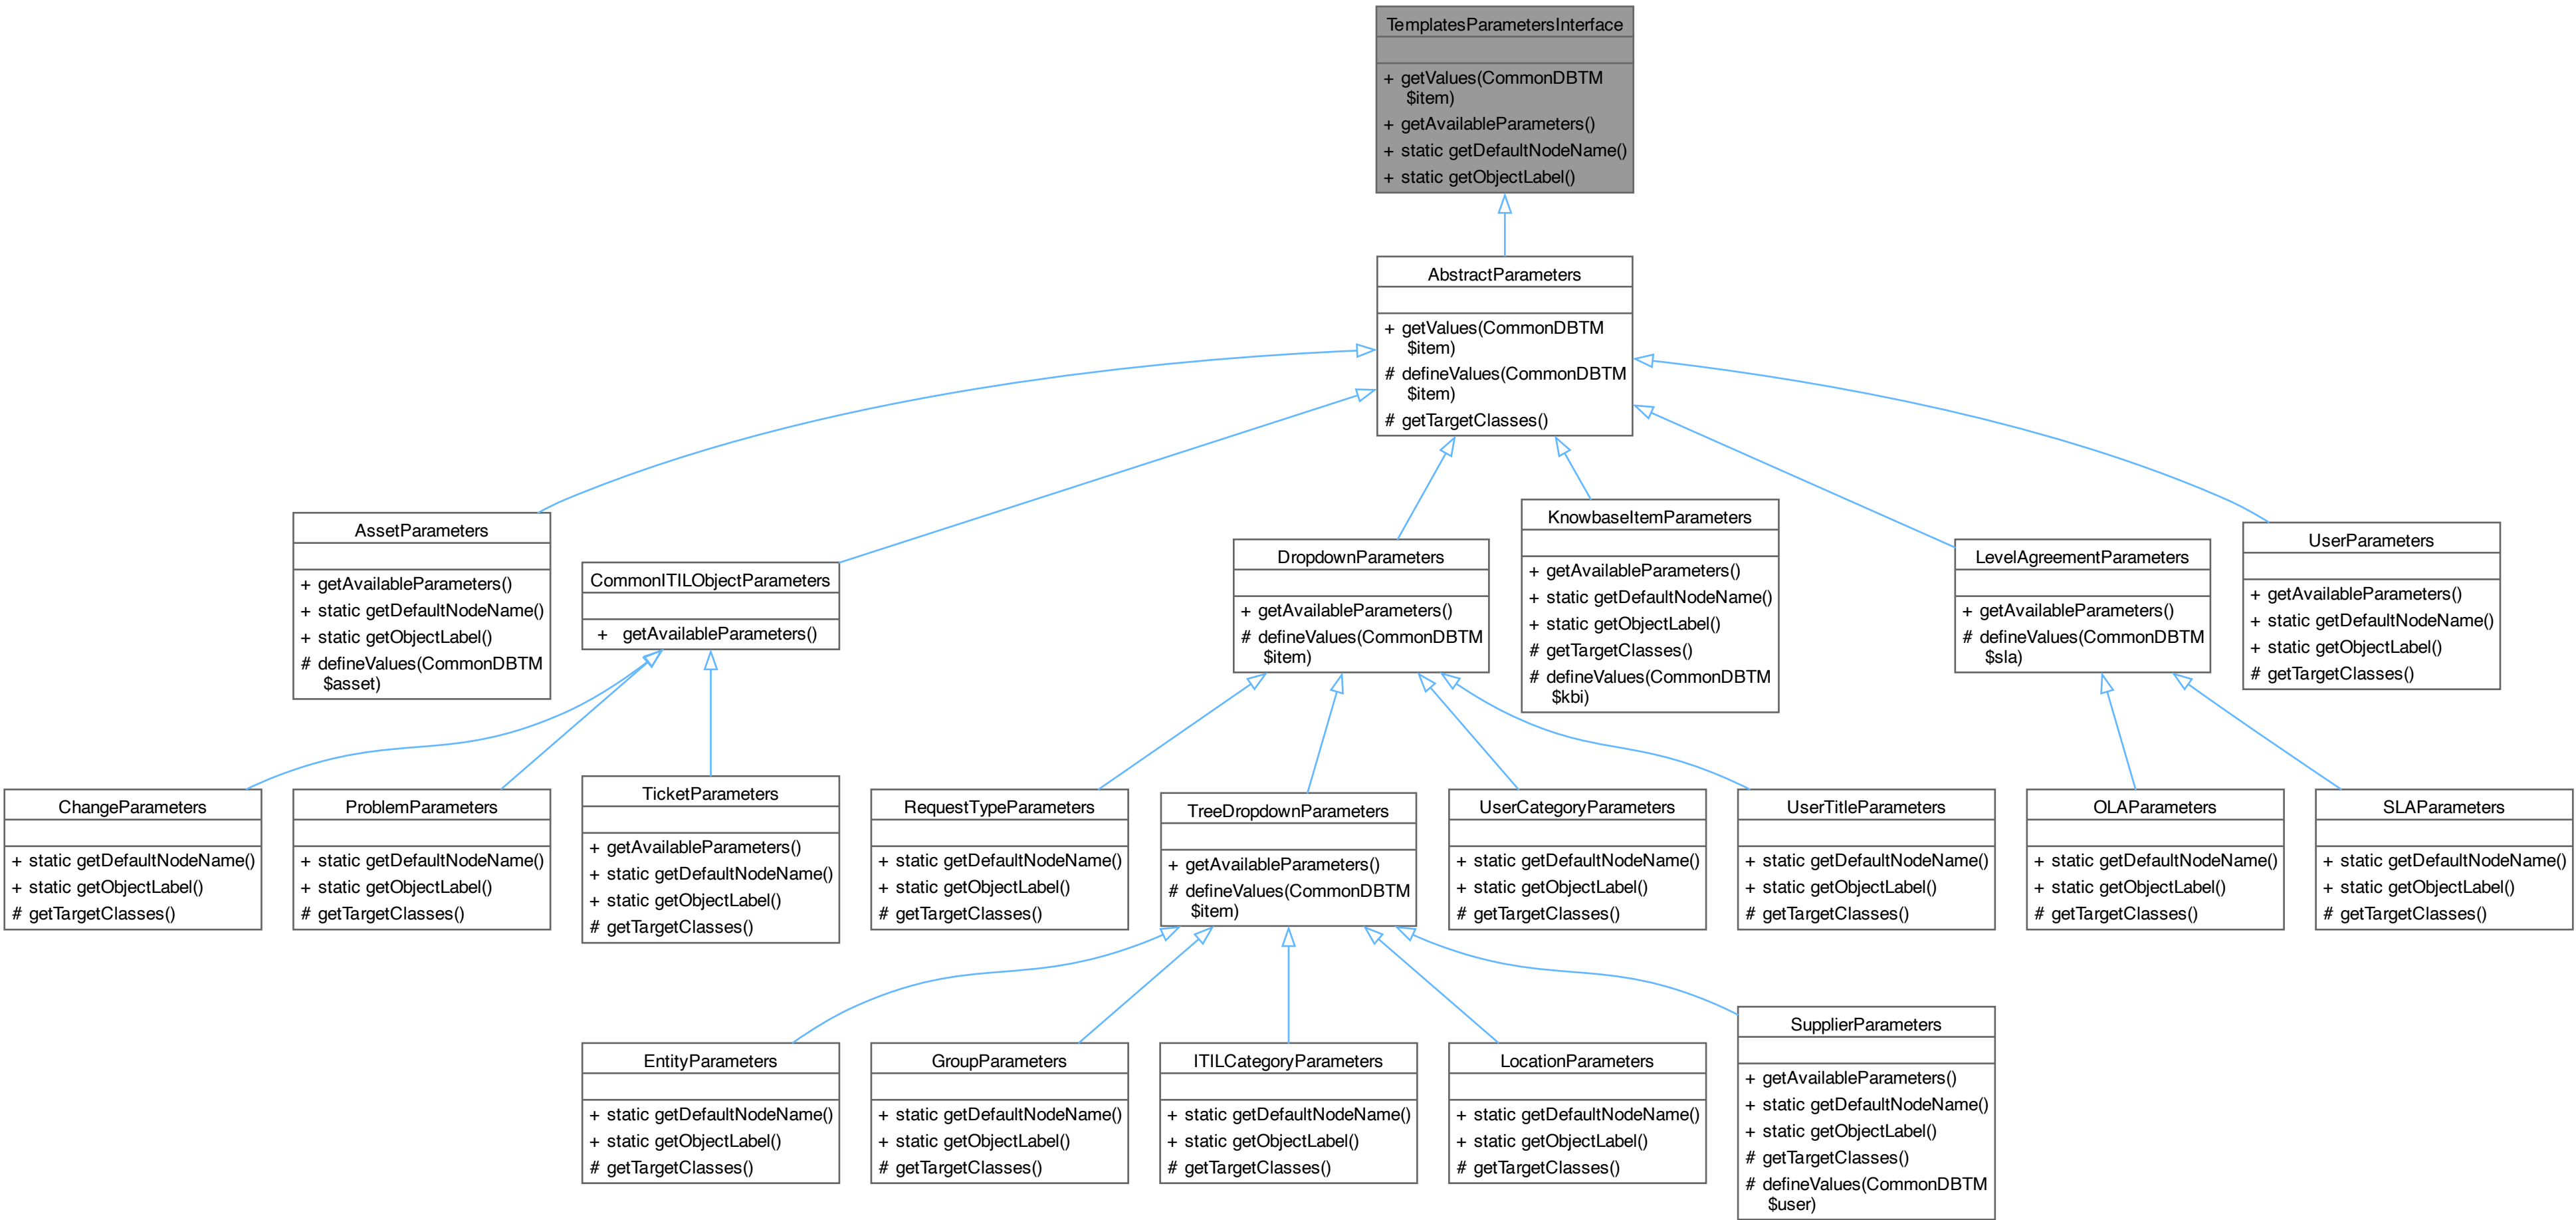 TemplatesParametersInterface
+ getValues(CommonDBTM
$item)
+ getAvailableParameters()
+ static getDefaultNodeName()
+ static getObjectLabel()
AbstractParameters
+ getValues(CommonDBTM
$item)
# defineValues(CommonDBTM
$item)
# getTargetClasses()
AssetParameters
+ getAvailableParameters()
+ static getDefaultNodeName()
+ static getObjectLabel()
# defineValues(CommonDBTM
$asset)
CommonITILObjectParameters
+ getAvailableParameters()
DropdownParameters
+ getAvailableParameters()
# defineValues(CommonDBTM
$item)
KnowbaseItemParameters
+ getAvailableParameters()
+ static getDefaultNodeName()
+ static getObjectLabel()
# getTargetClasses()
# defineValues(CommonDBTM
$kbi)
LevelAgreementParameters
+ getAvailableParameters()
# defineValues(CommonDBTM
$sla)
UserParameters
+ getAvailableParameters()
+ static getDefaultNodeName()
+ static getObjectLabel()
# getTargetClasses()
ChangeParameters
+ static getDefaultNodeName()
+ static getObjectLabel()
# getTargetClasses()
ProblemParameters
+ static getDefaultNodeName()
+ static getObjectLabel()
# getTargetClasses()
TicketParameters
+ getAvailableParameters()
+ static getDefaultNodeName()
+ static getObjectLabel()
# getTargetClasses()
RequestTypeParameters
+ static getDefaultNodeName()
+ static getObjectLabel()
# getTargetClasses()
TreeDropdownParameters
+ getAvailableParameters()
# defineValues(CommonDBTM
$item)
UserCategoryParameters
+ static getDefaultNodeName()
+ static getObjectLabel()
# getTargetClasses()
UserTitleParameters
+ static getDefaultNodeName()
+ static getObjectLabel()
# getTargetClasses()
OLAParameters
+ static getDefaultNodeName()
+ static getObjectLabel()
# getTargetClasses()
SLAParameters
+ static getDefaultNodeName()
+ static getObjectLabel()
# getTargetClasses()
EntityParameters
+ static getDefaultNodeName()
+ static getObjectLabel()
# getTargetClasses()
GroupParameters
+ static getDefaultNodeName()
+ static getObjectLabel()
# getTargetClasses()
ITILCategoryParameters
+ static getDefaultNodeName()
+ static getObjectLabel()
# getTargetClasses()
LocationParameters
+ static getDefaultNodeName()
+ static getObjectLabel()
# getTargetClasses()
SupplierParameters
+ getAvailableParameters()
+ static getDefaultNodeName()
+ static getObjectLabel()
# getTargetClasses()
# defineValues(CommonDBTM
$user)